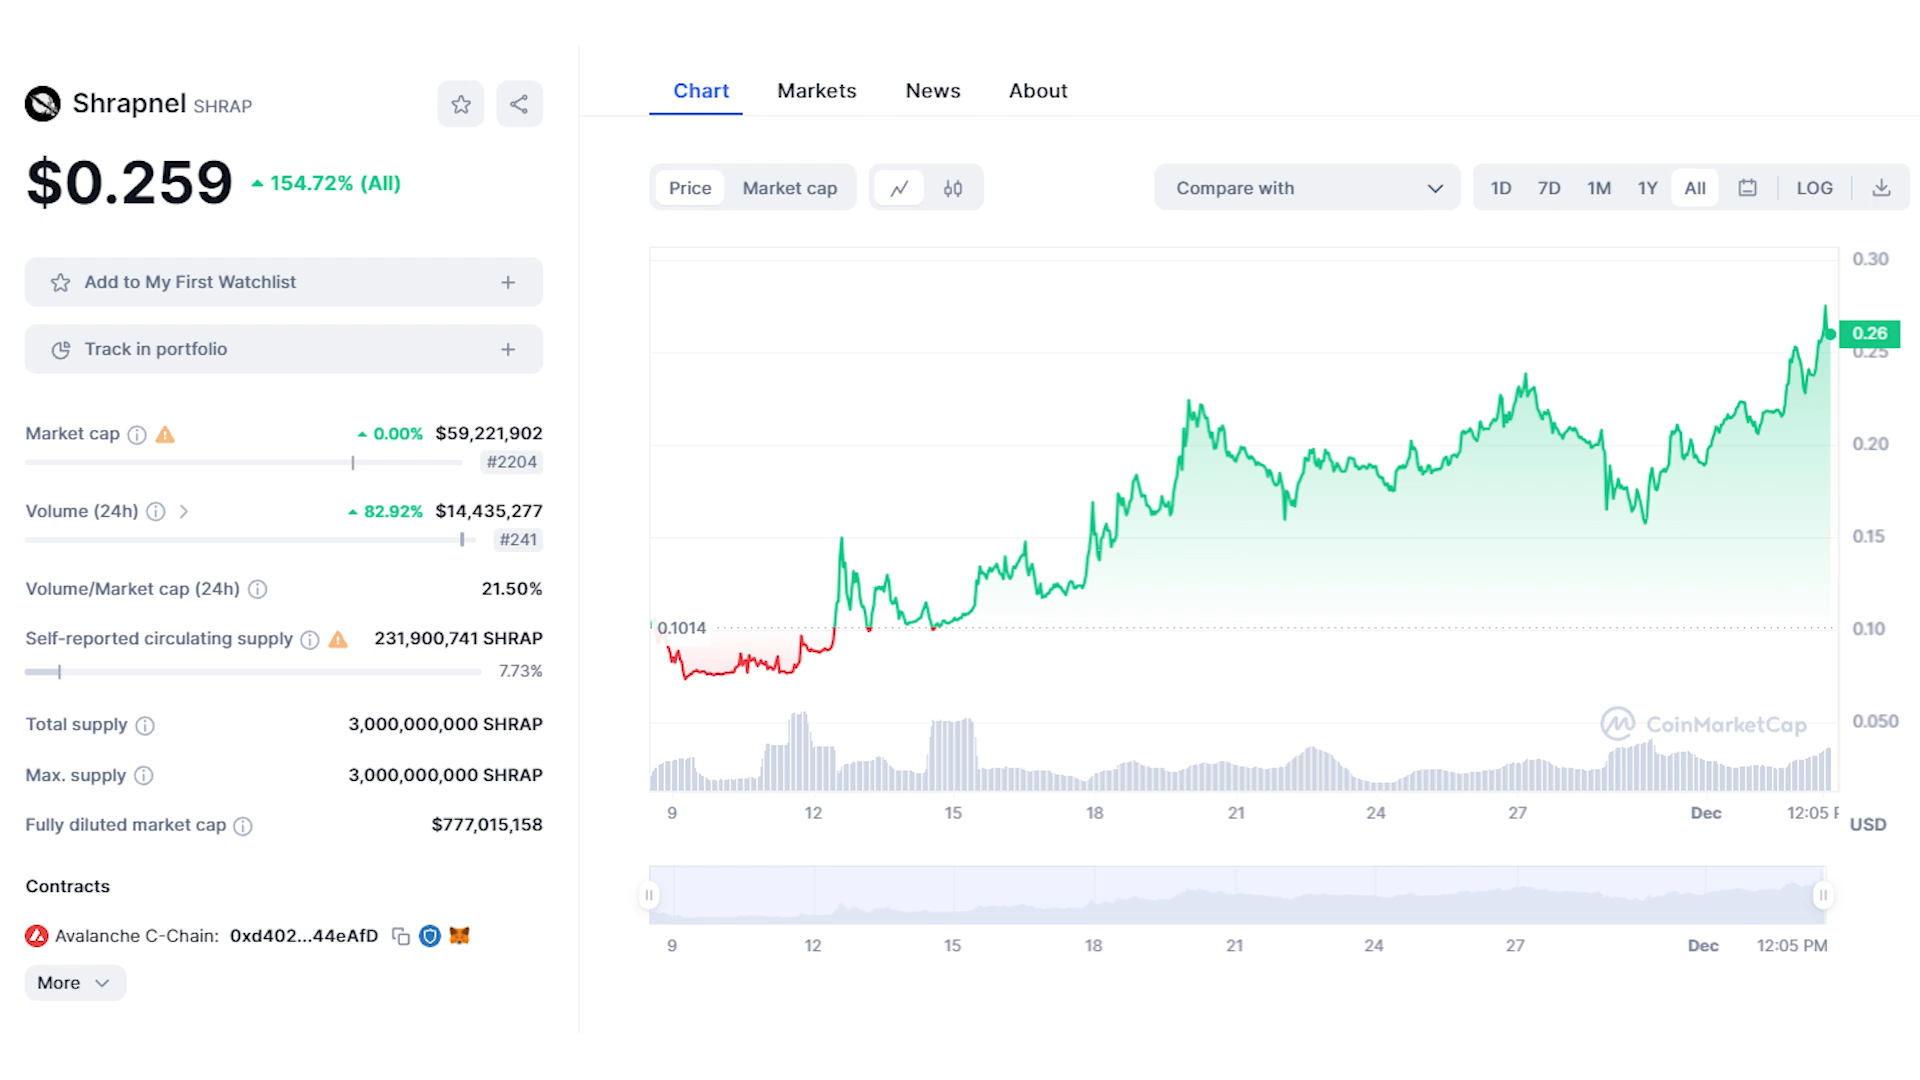 Shrapnel SHRAP
$0.259 154.72% (All)
Add to My First Watchlist
Track in portfolio
Market cap 0.00% $59,221,902
#2204
Volume (24h) 82.92% $14,435,277
#241
Volume/Market cap (24h) 21.50%
Self-reported circulating supply 231,900,741 SHRAP
7.73%
Total supply 3,000,000,000 SHRAP
Max. supply 3,000,000,000 SHRAP
Fully diluted market cap $777,015,158
Contracts
Avalanche C-Chain: 0xd402...44eAfD
More
Chart Markets News About
Price Market cap
Compare with
1D 7D 1M 1Y All LOG
0.30
0.26
0.25
0.20
0.15
0.1014
0.10
0.050
CoinMarketCap
9 12 15 18 21 24 27 Dec 12:05
USD
9 12 15 18 21 24 27 Dec 12:05 PM